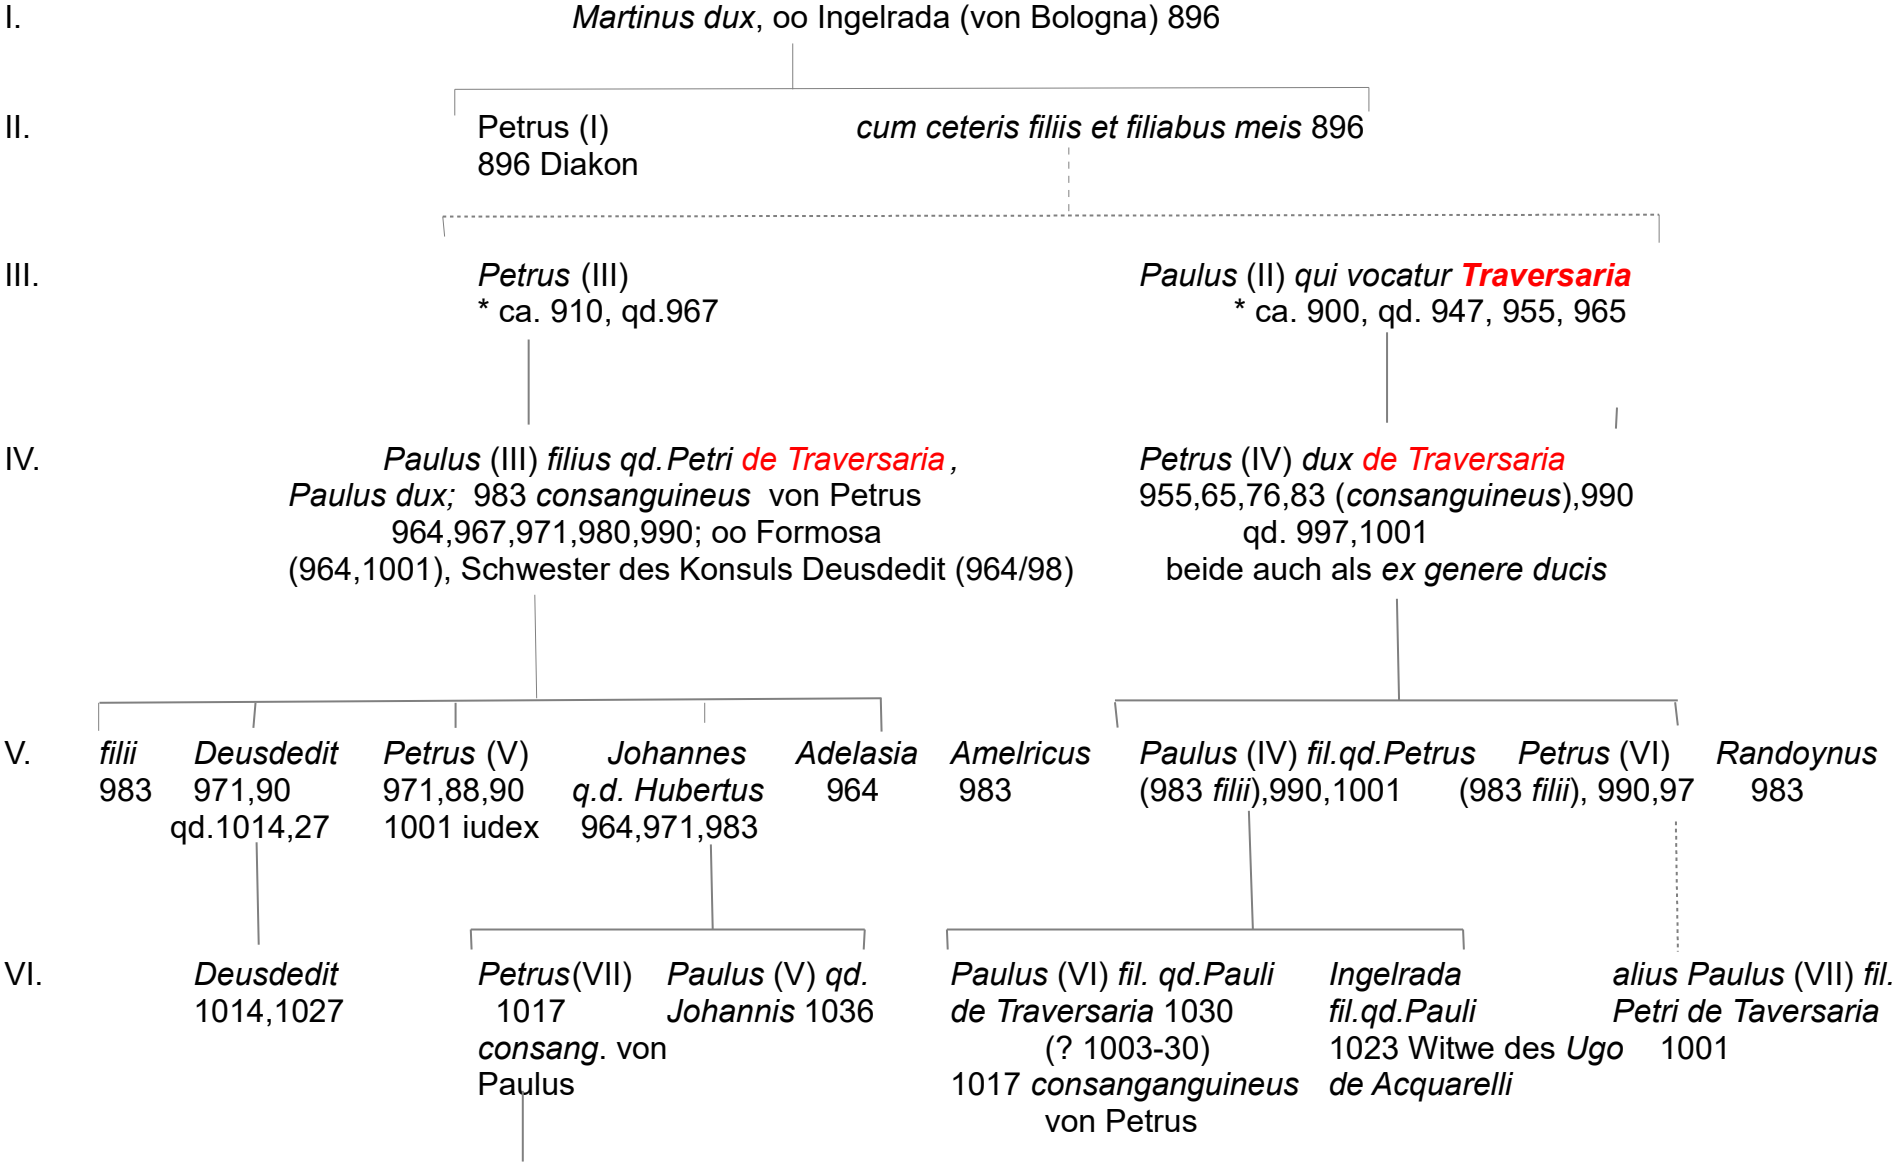 I. Martinus dux, oo Ingelrada (von Bologna) 896
II. Petrus (I) cum ceteris filiis et filiabus meis 896
896 Diakon
III. Petrus (III) Paulus (II) qui vocatur Traversaria
* ca. 910, qd.967 * ca. 900, qd. 947, 955, 965
IV. Paulus (III) filius qd.Petri de Traversaria , Petrus (IV) dux de Traversaria
Paulus dux; 983 consanguineus von Petrus 955,65,76,83 (consanguineus),990
964,967,971,980,990; oo Formosa qd. 997,1001
(964,1001), Schwester des Konsuls Deusdedit (964/98) beide auch als ex genere ducis
V. filii Deusdedit Petrus (V) Johannes Adelasia Amelricus Paulus (IV) fil.qd.Petrus Petrus (VI) Randoynus
983 971,90 971,88,90 q.d. Hubertus 964 983 (983 filii),990,1001 (983 filii), 990,97 983
qd.1014,27 1001 iudex 964,971,983
VI. Deusdedit Petrus(VII) Paulus (V) qd. Paulus (VI) fil. qd.Pauli Ingelrada alius Paulus (VII) fil.
1014,1027 1017 Johannis 1036 de Traversaria 1030 fil.qd.Pauli Petri de Taversaria
consang. von (? 1003-30) 1023 Witwe des Ugo 1001
Paulus 1017 consanganguineus de Acquarelli
von Petrus